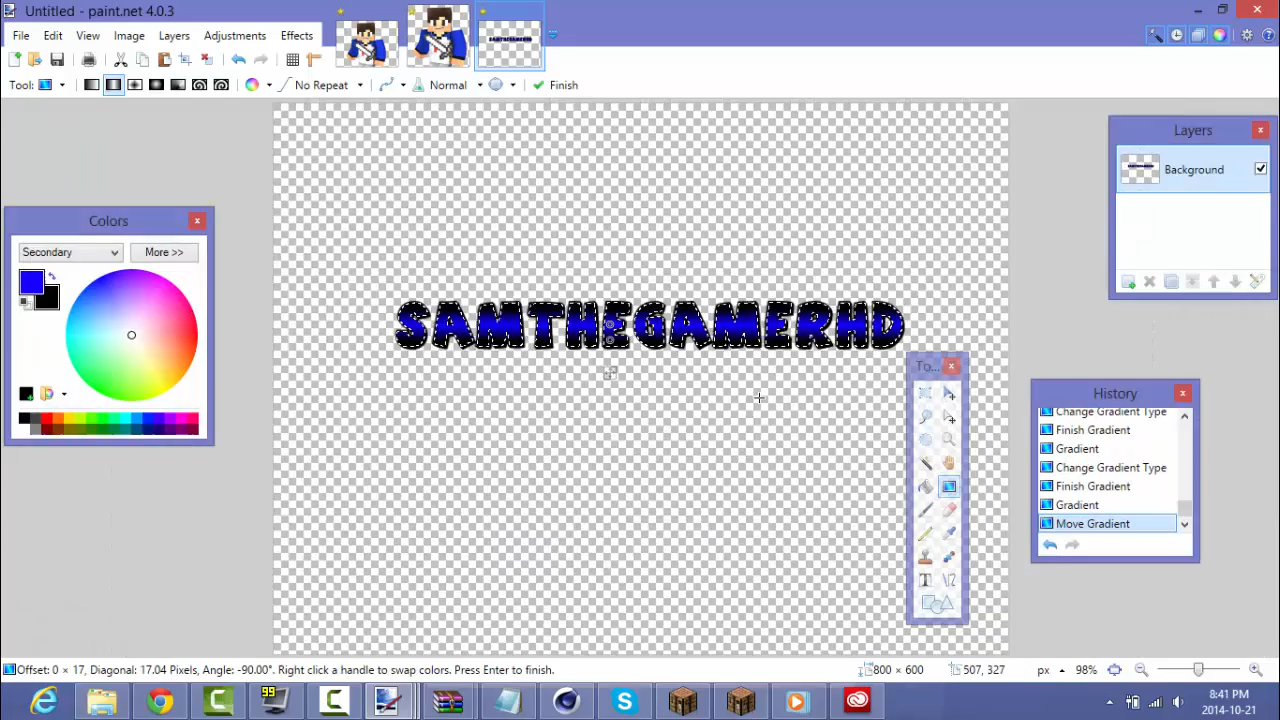 Untitled - paint.net 4.0.3
File Edit View Image Layers Adjustments Effects
SAMTHEGAMERHD
Tool: No Repeat Normal Finish
Layers
Background
Colors
Secondary More >>
SAMTHEGAMERHD
To...
History
Change Gradient Type
Finish Gradient
Gradient
Change Gradient Type
Finish Gradient
Gradient
Move Gradient
T
Offset: 0 × 17, Diagonal: 17.04 Pixels, Angle: -90.00°. Right click a handle to swap colors. Press Enter to finish. 800 × 600 507, 327 px 98%
99
8:41 PM
2014-10-21